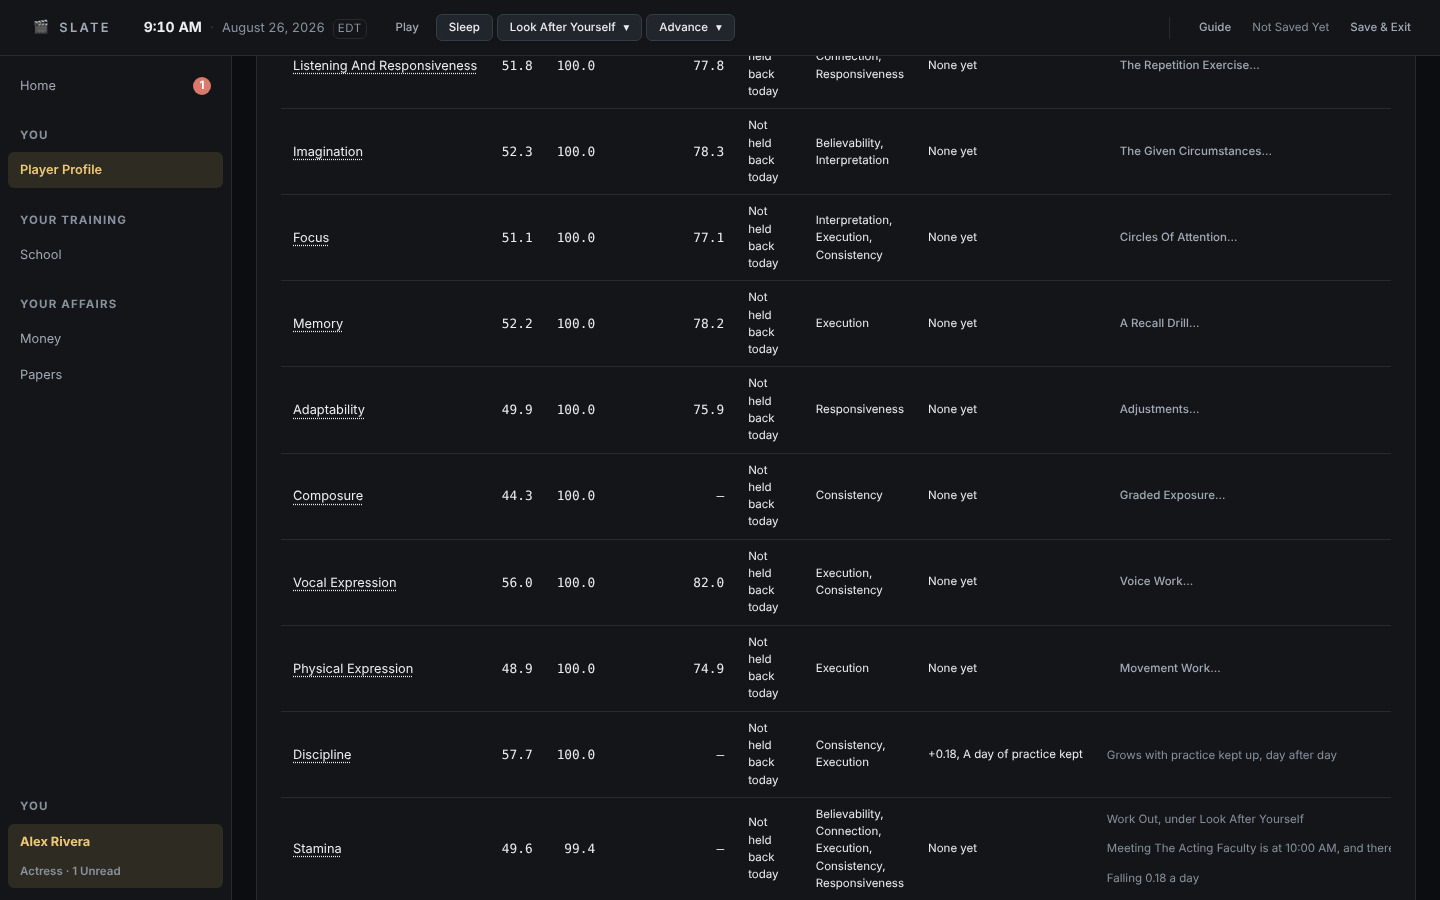 SLATE
9:10 AM · August 26, 2026 EDT
Play
Sleep
Look After Yourself ▾
Advance ▾
Guide
Not Saved Yet
Save & Exit
Home
1
YOU
Player Profile
YOUR TRAINING
School
YOUR AFFAIRS
Money
Papers
YOU
Alex Rivera
Actress · 1 Unread
Listening And Responsiveness 51.8 100.0 77.8
held
back
today
Connection,
Responsiveness
None yet
The Repetition Exercise...
Imagination 52.3 100.0 78.3
Not
held
back
today
Believability,
Interpretation
None yet
The Given Circumstances...
Focus 51.1 100.0 77.1
Not
held
back
today
Interpretation,
Execution,
Consistency
None yet
Circles Of Attention...
Memory 52.2 100.0 78.2
Not
held
back
today
Execution
None yet
A Recall Drill...
Adaptability 49.9 100.0 75.9
Not
held
back
today
Responsiveness
None yet
Adjustments...
Composure 44.3 100.0 –
Not
held
back
today
Consistency
None yet
Graded Exposure...
Vocal Expression 56.0 100.0 82.0
Not
held
back
today
Execution,
Consistency
None yet
Voice Work...
Physical Expression 48.9 100.0 74.9
Not
held
back
today
Execution
None yet
Movement Work...
Discipline 57.7 100.0 –
Not
held
back
today
Consistency,
Execution
+0.18, A day of practice kept
Grows with practice kept up, day after day
Stamina 49.6 99.4 –
Not
held
back
today
Believability,
Connection,
Execution,
Consistency,
Responsiveness
None yet
Work Out, under Look After Yourself
Meeting The Acting Faculty is at 10:00 AM, and there
Falling 0.18 a day